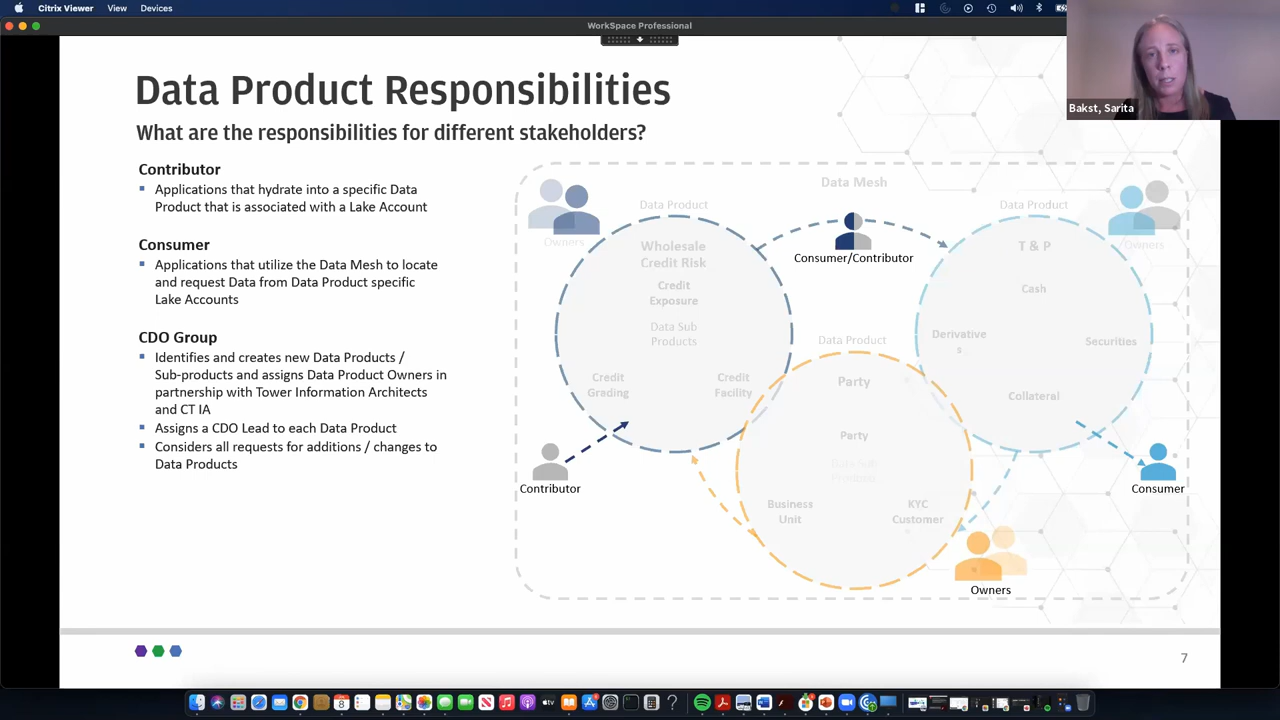 Citrix Viewer View Devices
WorkSpace Professional
Bakst, Sarita
Data Product Responsibilities
What are the responsibilities for different stakeholders?
Contributor
Applications that hydrate into a specific Data
Product that is associated with a Lake Account
Consumer
Applications that utilize the Data Mesh to locate
and request Data from Data Product specific
Lake Accounts
CDO Group
Identifies and creates new Data Products /
Sub-products and assigns Data Product Owners in
partnership with Tower Information Architects
and CT IA
Assigns a CDO Lead to each Data Product
Considers all requests for additions / changes to
Data Products
Data Mesh
Owners
Data Product
Wholesale
Credit Risk
Credit
Exposure
Data Sub
Products
Credit
Grading
Credit
Facility
Contributor
Consumer/Contributor
Data Product
Party
Party
Data Sub
Products
Business
Unit
KYC
Customer
Owners
Data Product
T & P
Cash
Derivative
s
Securities
Collateral
Owners
Consumer
7